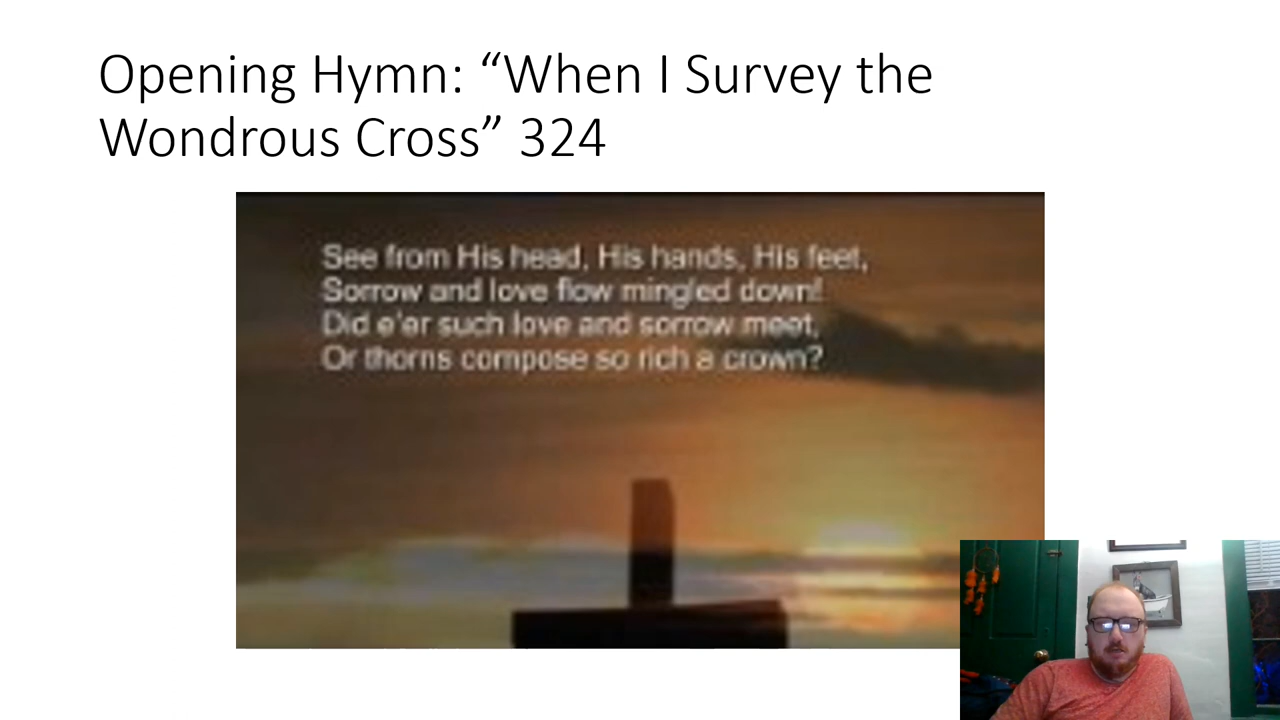 Opening Hymn: “When I Survey the
Wondrous Cross” 324
See from His head, His hands, His feet,
Sorrow and love flow mingled down!
Did e'er such love and sorrow meet,
Or thorns compose so rich a crown?